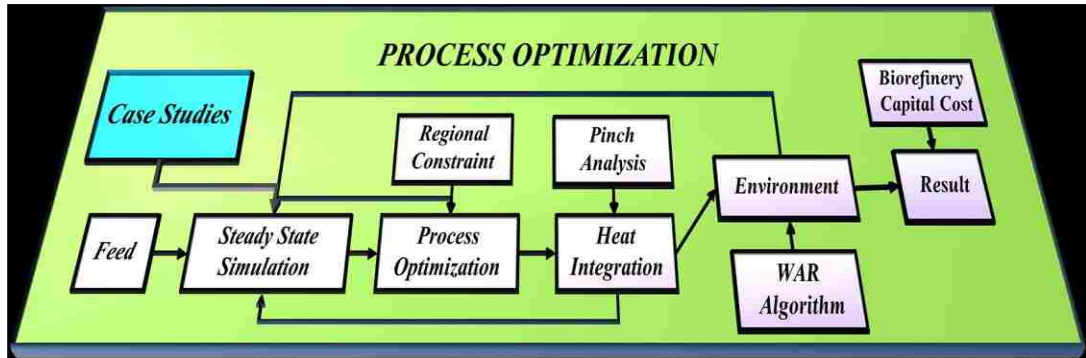 PROCESS OPTIMIZATION
Case Studies
Regional
Constraint
Pinch
Analysis
Biorefinery
Capital Cost
Feed
Steady State
Simulation
Process
Optimization
Heat
Integration
Environment
Result
WAR
Algorithm